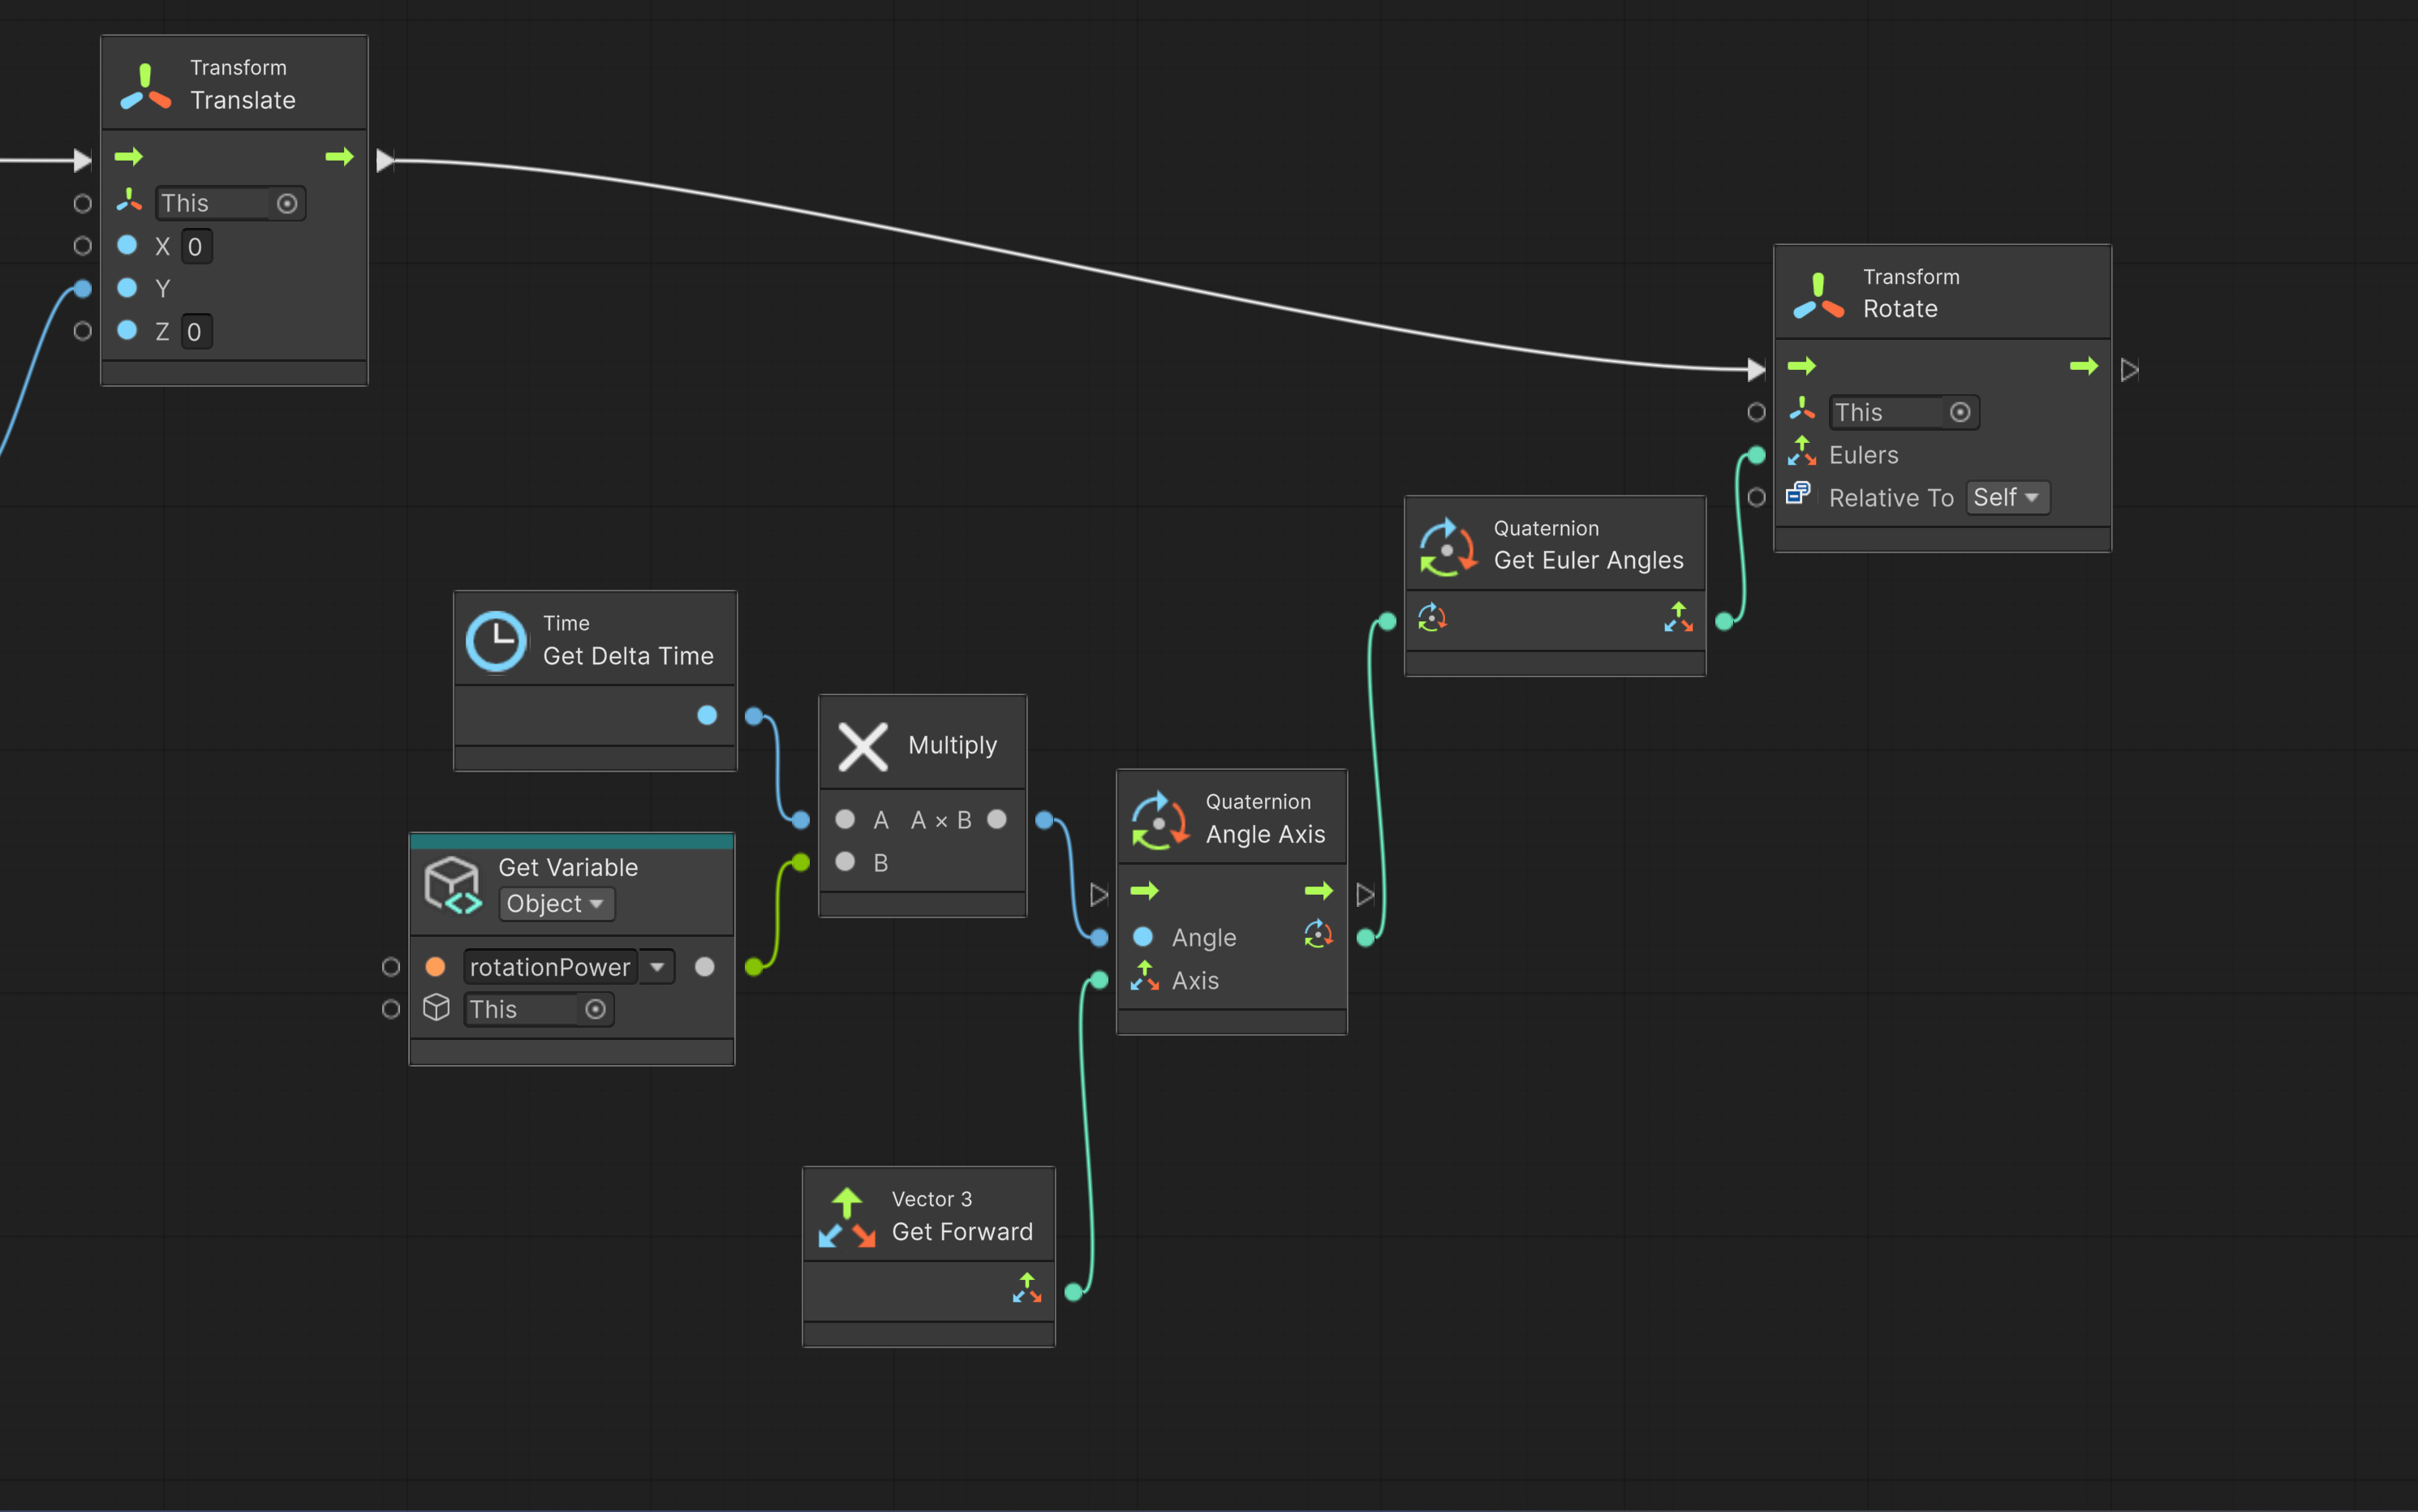 Transform
Translate
This
X 0
Y
Z 0
Transform
Rotate
This
Eulers
Relative To Self
Quaternion
Get Euler Angles
Time
Get Delta Time
Multiply
A A × B
B
Get Variable
Object
rotationPower
This
Quaternion
Angle Axis
Angle
Axis
Vector 3
Get Forward